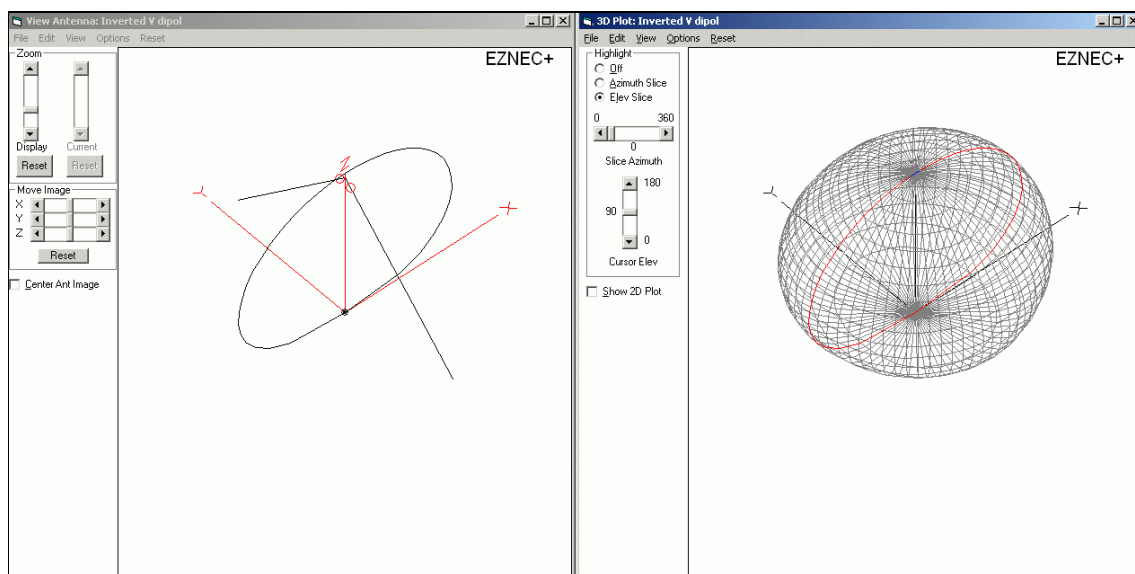 View Antenna: Inverted V dipol
File Edit View Options Reset
Zoom
Display Current
Reset Reset
Move Image
X
Y
Z
Reset
Center Ant Image
EZNEC+
Z
Y
X
3D Plot: Inverted V dipol
File Edit View Options Reset
Highlight
Off
Azimuth Slice
Elev Slice
0 360
0
Slice Azimuth
180
90
0
Cursor Elev
Show 2D Plot
EZNEC+
Y
X